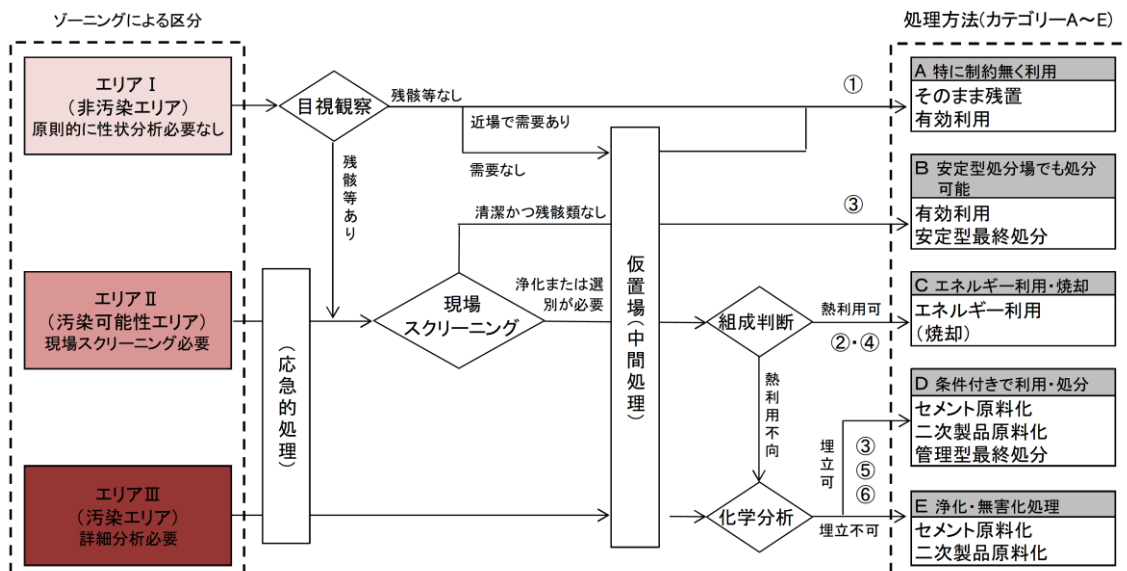 ゾーニングによる区分
処理方法(カテゴリーA～E)
エリア Ⅰ
(非汚染エリア)
原則的に性状分析必要なし
目視観察
残骸等なし
①
近場で需要あり
需要なし
残骸等あり
A 特に制約無く利用
そのまま残置
有効利用
B 安定型処分場でも処分
可能
有効利用
安定型最終処分
清潔かつ残骸類なし
③
エリア Ⅱ
(汚染可能性エリア)
現場スクリーニング必要
(応急的処理)
現場
スクリーニング
浄化または選
別が必要
仮置場(中間処理)
組成判断
熱利用可
②・④
C エネルギー利用・焼却
エネルギー利用
(焼却)
熱利用不向
D 条件付きで利用・処分
セメント原料化
二次製品原料化
管理型最終処分
埋立可
③
⑤
⑥
エリア Ⅲ
(汚染エリア)
詳細分析必要
化学分析
埋立不可
E 浄化・無害化処理
セメント原料化
二次製品原料化